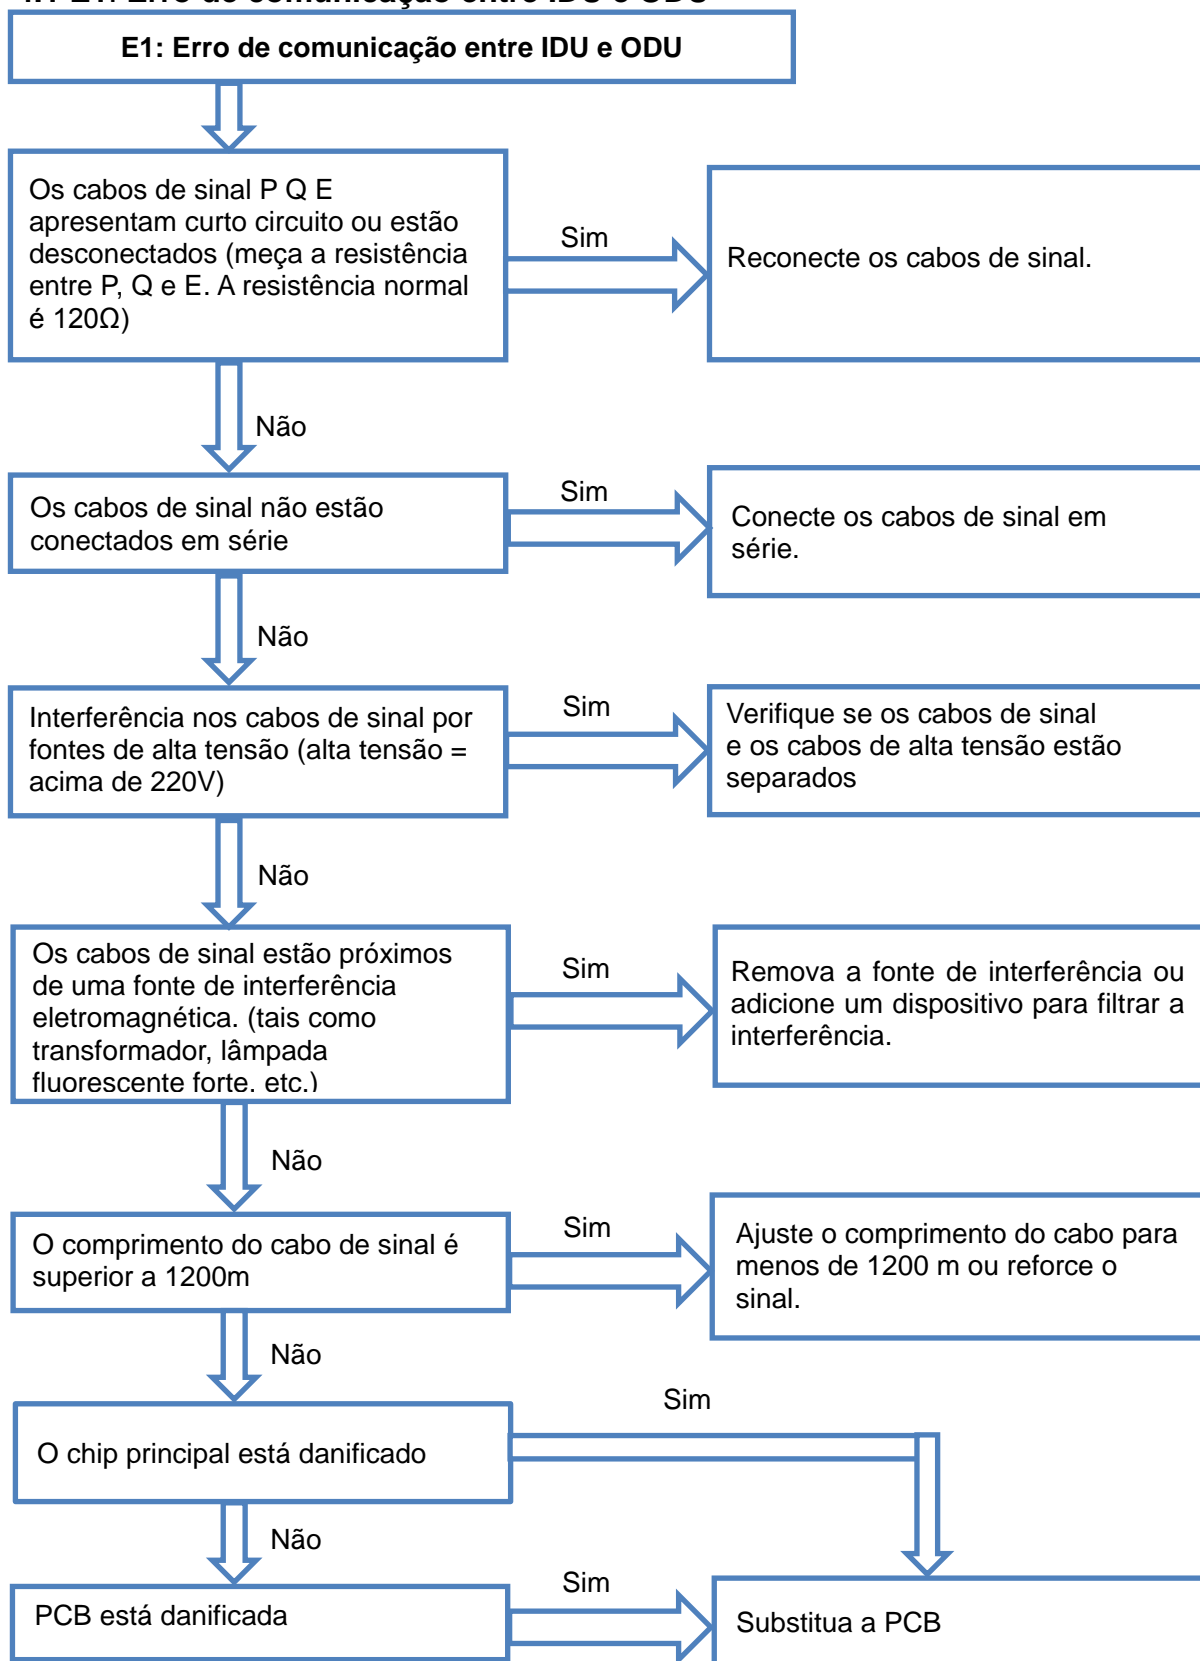 E1: Erro de comunicação entre IDU e ODU
Os cabos de sinal P Q E
apresentam curto circuito ou estão
desconectados (meça a resistência
entre P, Q e E. A resistência normal
é 120Ω)
Sim
Reconecte os cabos de sinal.
Não
Os cabos de sinal não estão
conectados em série
Sim
Conecte os cabos de sinal em
série.
Não
Interferência nos cabos de sinal por
fontes de alta tensão (alta tensão =
acima de 220V)
Sim
Verifique se os cabos de sinal
e os cabos de alta tensão estão
separados
Não
Os cabos de sinal estão próximos
de uma fonte de interferência
eletromagnética. (tais como
transformador, lâmpada
fluorescente forte. etc.)
Sim
Remova a fonte de interferência ou
adicione um dispositivo para filtrar a
interferência.
Não
O comprimento do cabo de sinal é
superior a 1200m
Sim
Ajuste o comprimento do cabo para
menos de 1200 m ou reforce o
sinal.
Não
O chip principal está danificado
Sim
Não
PCB está danificada
Sim
Substitua a PCB